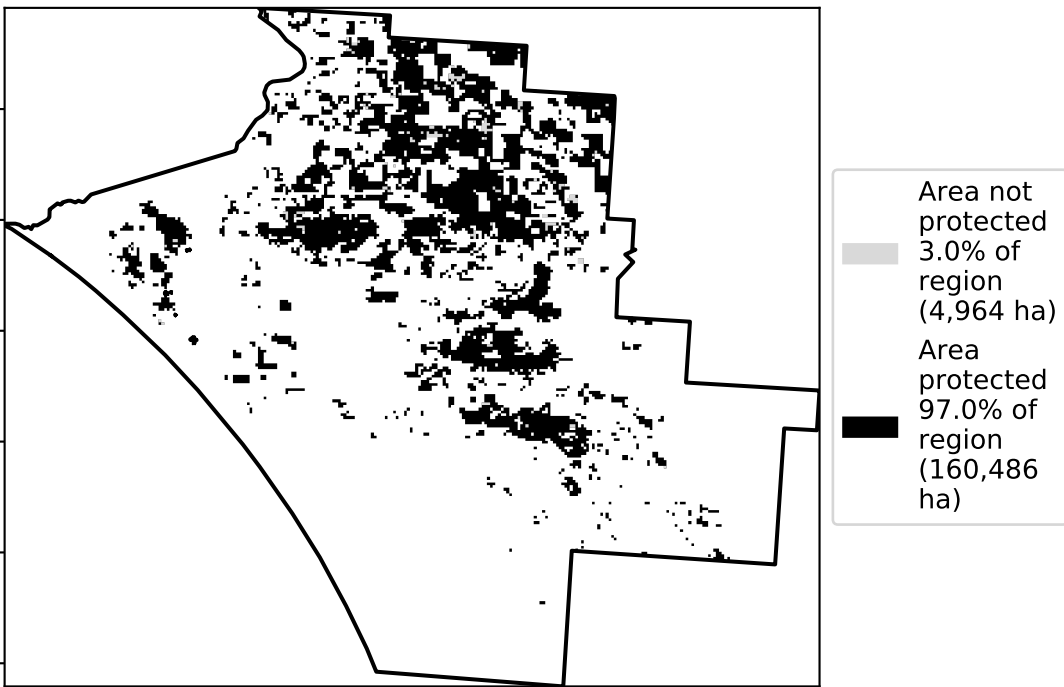 Area not
protected
3.0% of
region
(4,964 ha)
Area
protected
97.0% of
region
(160,486
ha)